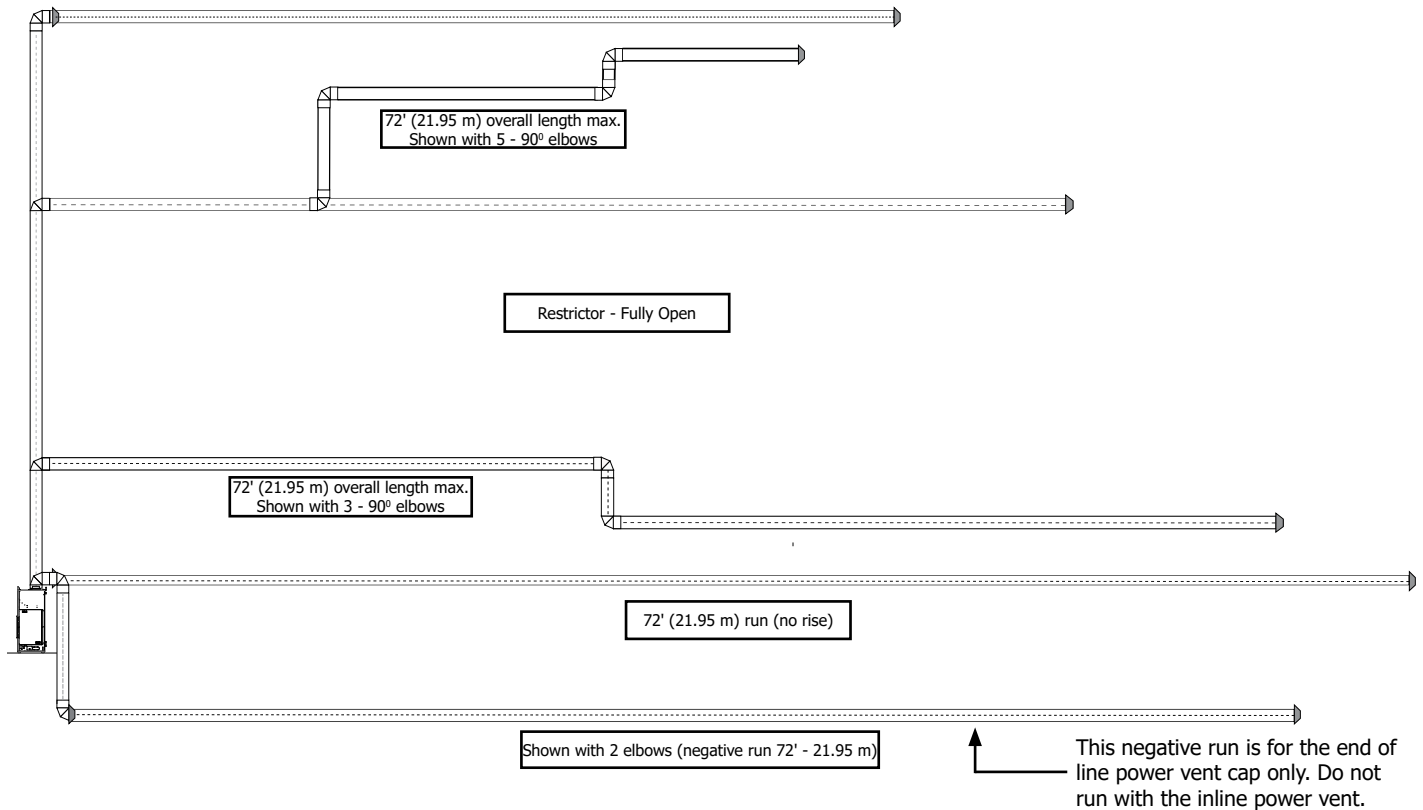 72' (21.95 m) overall length max.
Shown with 5 - 90⁰ elbows
Restrictor - Fully Open
72' (21.95 m) overall length max.
Shown with 3 - 90⁰ elbows
72' (21.95 m) run (no rise)
Shown with 2 elbows (negative run 72' - 21.95 m)
This negative run is for the end of
line power vent cap only. Do not
run with the inline power vent.